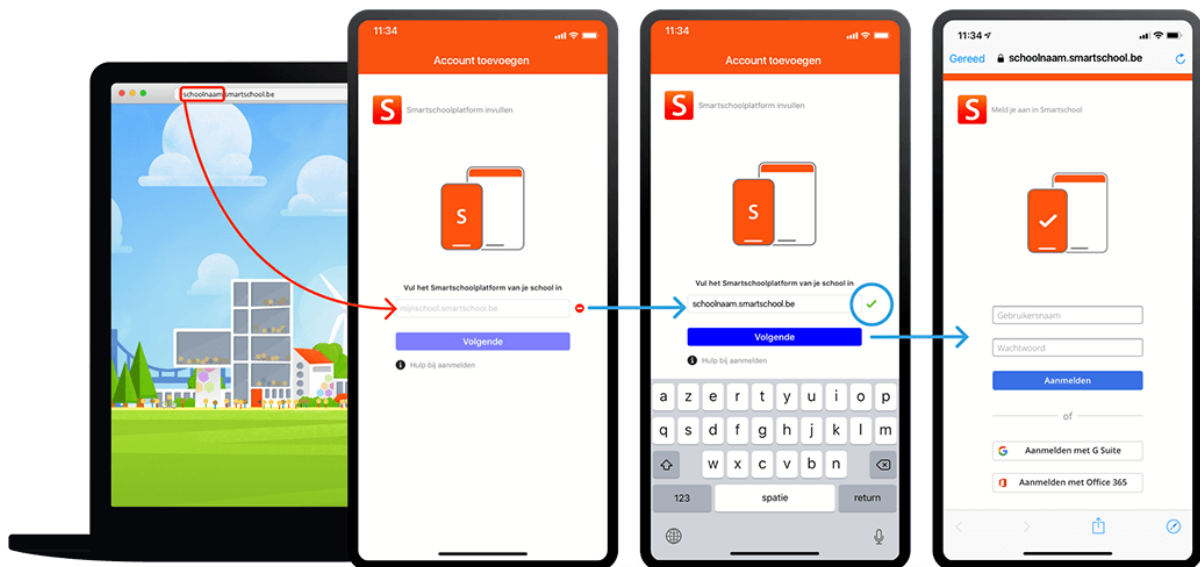 schoolnaam.smartschool.be
11:34
Account toevoegen
S
Smartschoolplatform invullen
S
Vul het Smartschoolplatform van je school in
mijnschool.smartschool.be
Volgende
Hulp bij aanmelden
11:34
Account toevoegen
S
Smartschoolplatform invullen
S
Vul het Smartschoolplatform van je school in
schoolnaam.smartschool.be
Volgende
Hulp bij aanmelden
a z e r t y u i o p
q s d f g h j k l m
w x c v b n
123 spatie return
11:34
Gereed schoolnaam.smartschool.be
S
Meld je aan in Smartschool
Gebruikersnaam
Wachtwoord
Aanmelden
of
G Aanmelden met G Suite
Aanmelden met Office 365